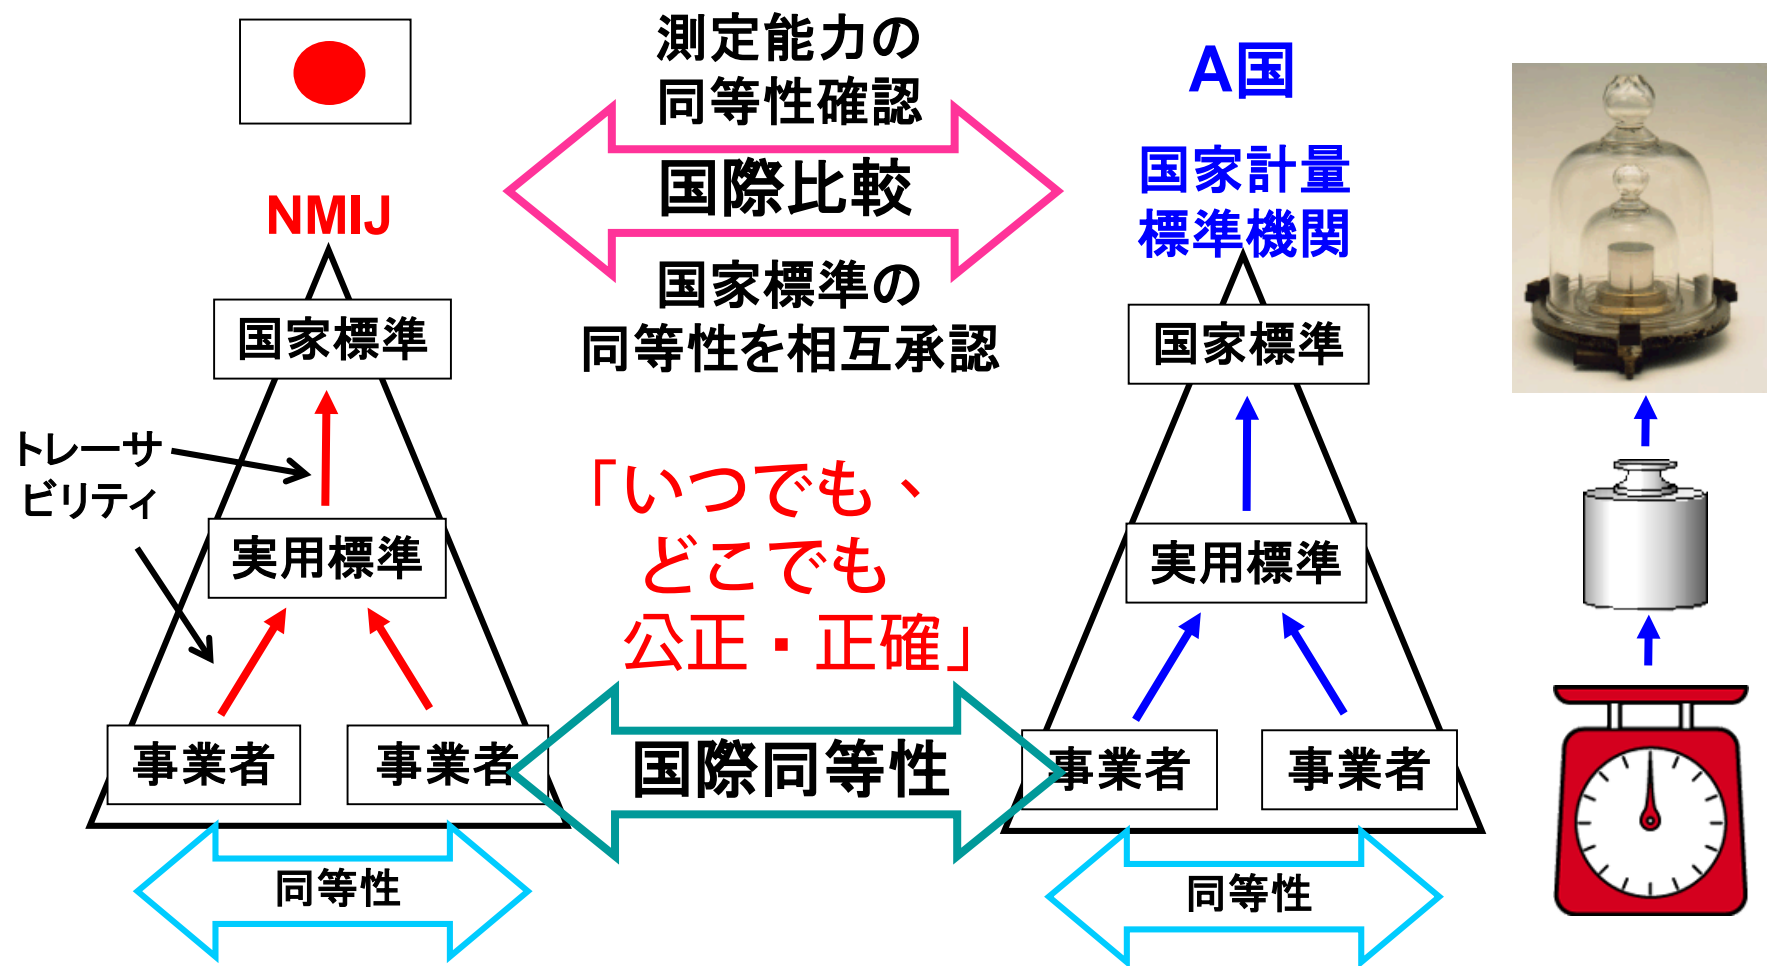 測定能力の
同等性確認
国際比較
国家標準の
同等性を相互承認
NMIJ
国家標準
トレーサ
ビリティ
実用標準
事業者
事業者
同等性
「いつでも、
どこでも
公正・正確」
国際同等性
A国
国家計量
標準機関
国家標準
実用標準
事業者
事業者
同等性